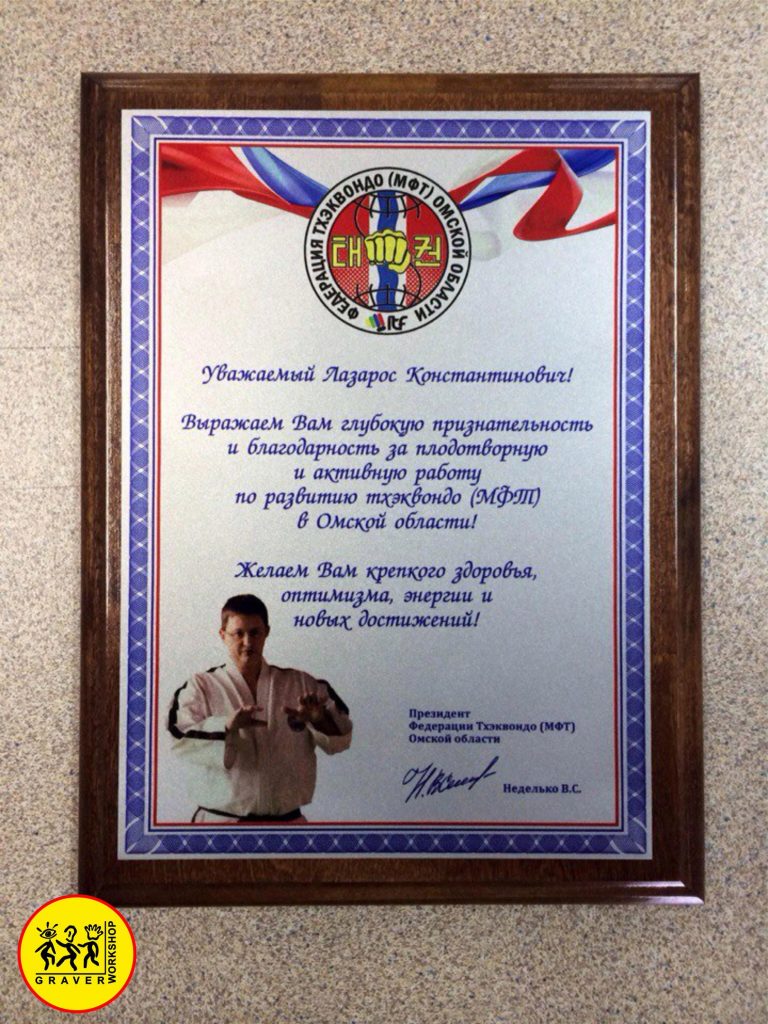 ФЕДЕРАЦИЯ ТХЭКВОНДО (МФТ) ОМСКОЙ ОБЛАСТИ
태 권
ITF
Уважаемый Лазарос Константинович!
Выражаем Вам глубокую признательность
и благодарность за плодотворную
и активную работу
по развитию тхэквондо (МФТ)
в Омской области!
Желаем Вам крепкого здоровья,
оптимизма, энергии и
новых достижений!
Президент
Федерации Тхэквондо (МФТ)
Омской области
Неделько В.С.
GRAVER WORKSHOP